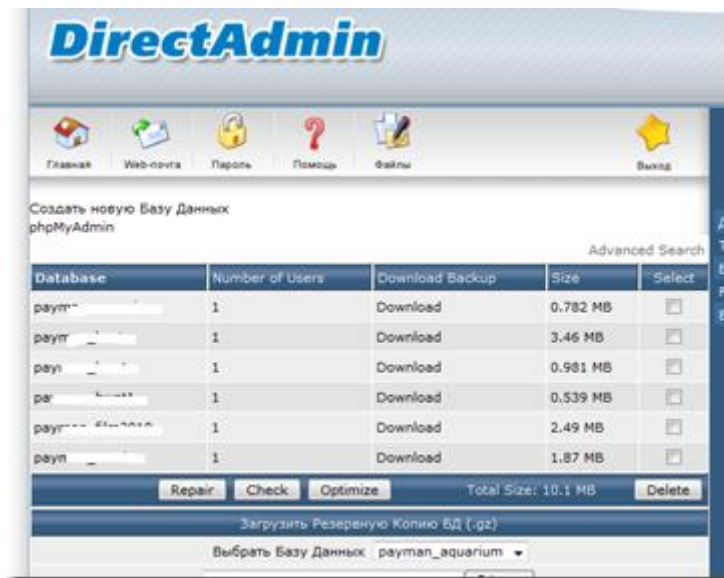 DirectAdmin
Главная Web-почта Пароль Помощь Файлы Выход
Создать новую Базу Данных
phpMyAdmin
Advanced Search
Database Number of Users Download Backup Size Select
1 Download 0.782 MB
1 Download 3.46 MB
1 Download 0.981 MB
1 Download 0.539 MB
1 Download 2.49 MB
1 Download 1.87 MB
Repair Check Optimize Total Size: 10.1 MB Delete
Загрузить Резервную Копию БД (.gz)
Выбрать Базу Данных payman_aquarium